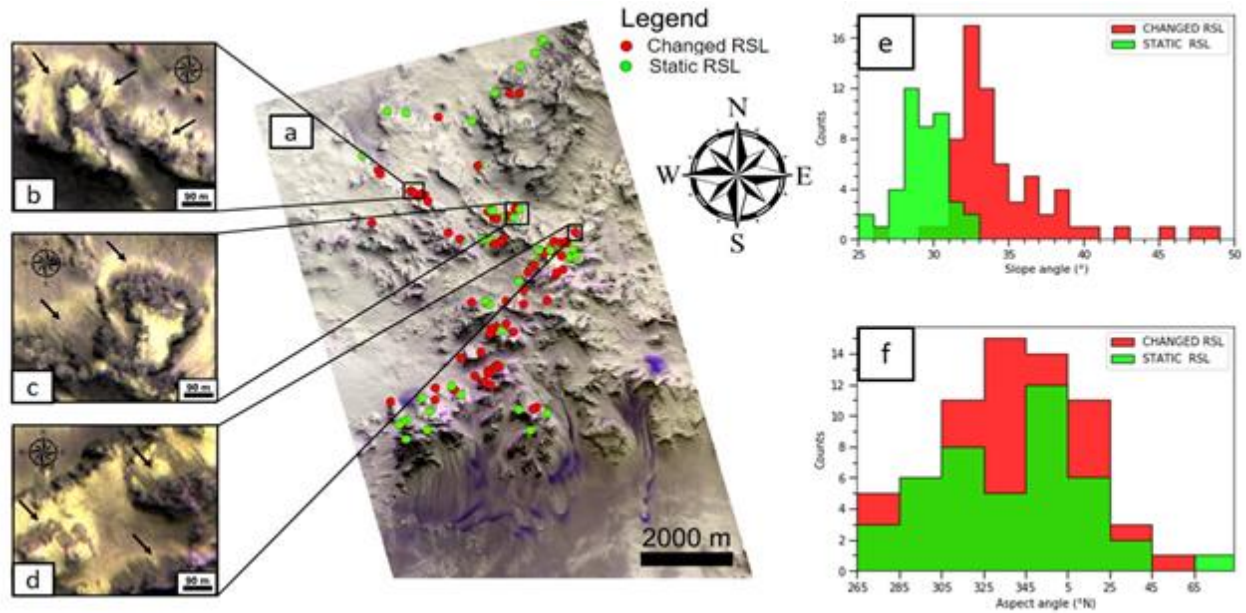 Legend
Changed RSL
Static RSL
a
N
W
E
S
b
90 m
c
90 m
d
90 m
2000 m
e
CHANGED RSL
STATIC RSL
16
12
8
4
0
Counts
25
30
35
40
45
50
Slope angle (°)
f
CHANGED RSL
STATIC RSL
14
12
10
8
6
4
2
0
Counts
265
285
305
325
345
5
25
45
65
Aspect angle (°N)